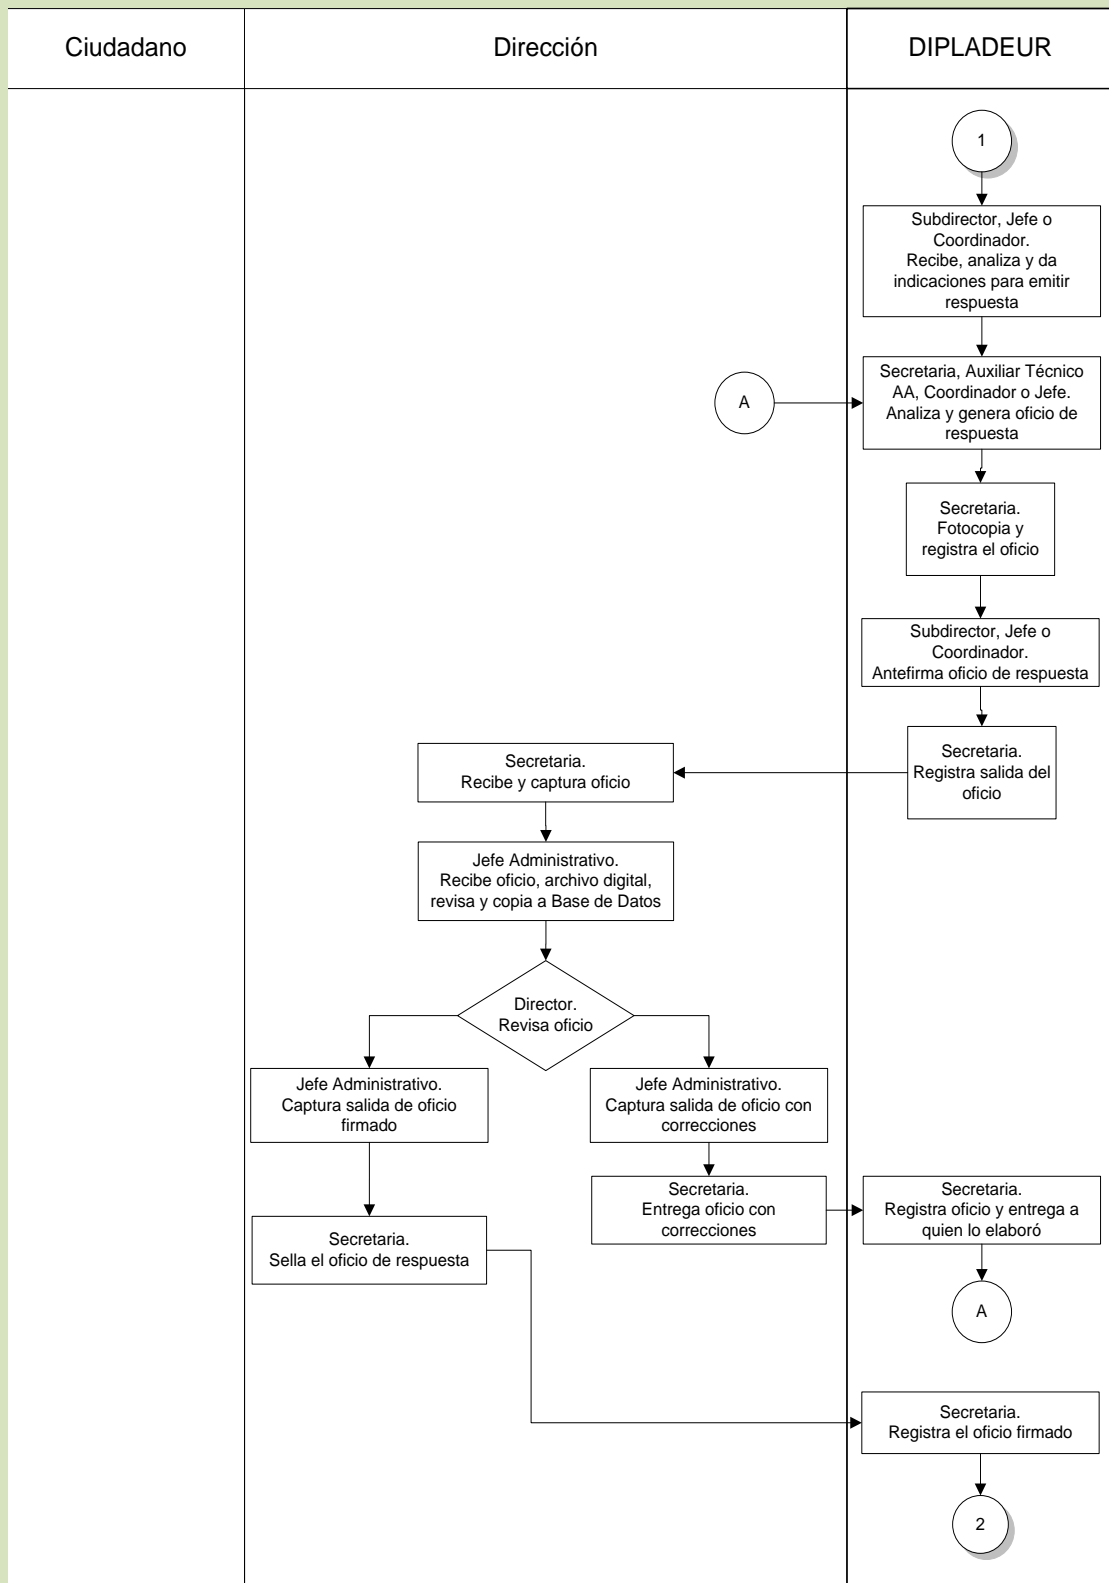 Ciudadano
Dirección
DIPLADEUR
1
Subdirector, Jefe o
Coordinador.
Recibe, analiza y da
indicaciones para emitir
respuesta
A
Secretaria, Auxiliar Técnico
AA, Coordinador o Jefe.
Analiza y genera oficio de
respuesta
Secretaria.
Fotocopia y
registra el oficio
Subdirector, Jefe o
Coordinador.
Antefirma oficio de respuesta
Secretaria.
Registra salida del
oficio
Secretaria.
Recibe y captura oficio
Jefe Administrativo.
Recibe oficio, archivo digital,
revisa y copia a Base de Datos
Director.
Revisa oficio
Jefe Administrativo.
Captura salida de oficio
firmado
Jefe Administrativo.
Captura salida de oficio con
correcciones
Secretaria.
Entrega oficio con
correcciones
Secretaria.
Registra oficio y entrega a
quien lo elaboró
Secretaria.
Sella el oficio de respuesta
A
Secretaria.
Registra el oficio firmado
2